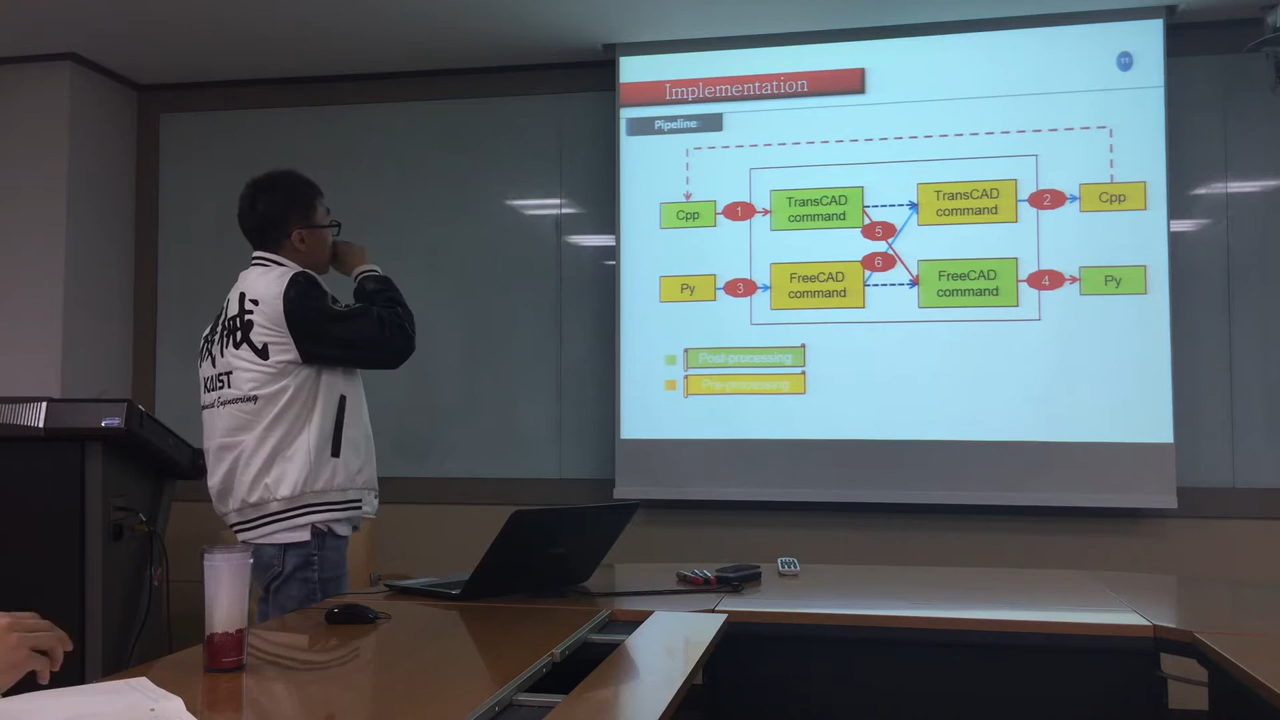 Implementation
11
Pipeline
Cpp
1
TransCAD
command
TransCAD
command
2
Cpp
5
6
Py
3
FreeCAD
command
FreeCAD
command
4
Py
Post-processing
Pre-processing
機械
KAIST
Engineering